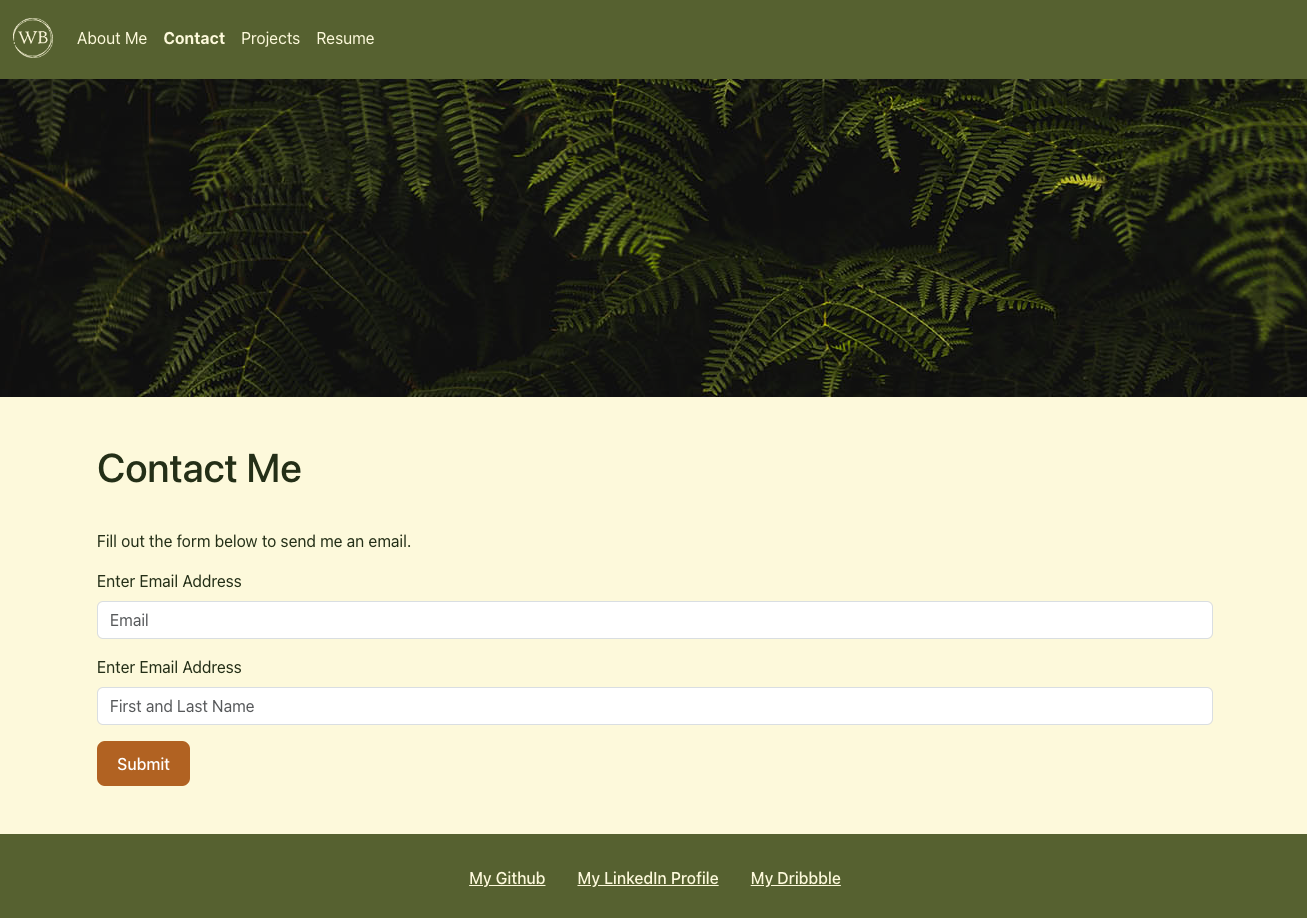 WB About Me Contact Projects Resume
Contact Me
Fill out the form below to send me an email.
Enter Email Address
Email
Enter Email Address
First and Last Name
Submit
My Github My LinkedIn Profile My Dribbble